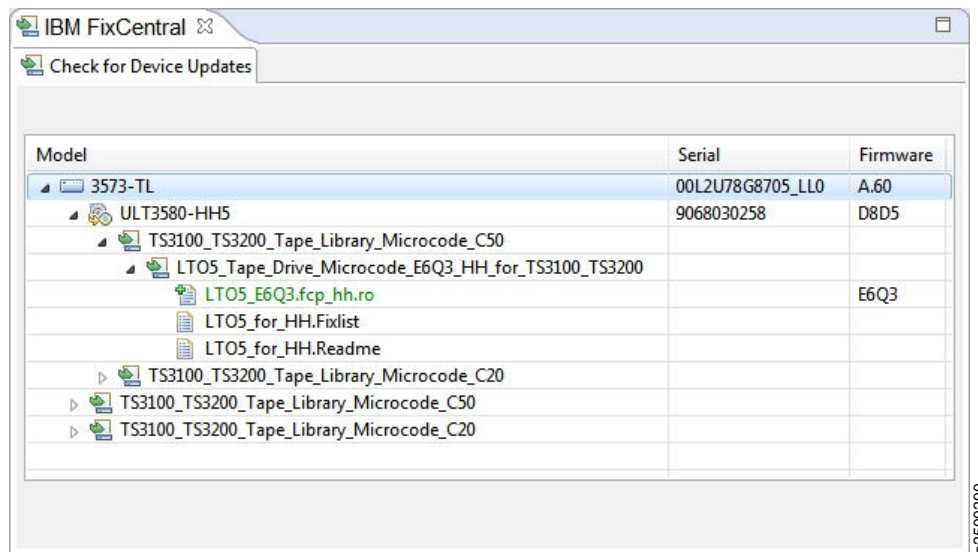 IBM FixCentral
Check for Device Updates
Model Serial Firmware
3573-TL 00L2U78G8705_LL0 A.60
ULT3580-HH5 9068030258 D8D5
TS3100_TS3200_Tape_Library_Microcode_C50
LTO5_Tape_Drive_Microcode_E6Q3_HH_for_TS3100_TS3200
LTO5_E6Q3.fcp_hh.ro E6Q3
LTO5_for_HH.Fixlist
LTO5_for_HH.Readme
TS3100_TS3200_Tape_Library_Microcode_C20
TS3100_TS3200_Tape_Library_Microcode_C50
TS3100_TS3200_Tape_Library_Microcode_C20